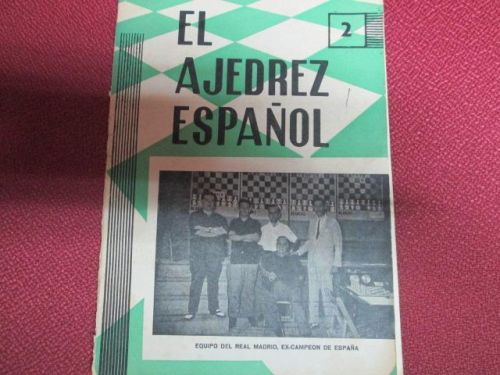 EL
2
AJEDREZ
ESPAÑOL
EQUIPO DEL REAL MADRID, EX-CAMPEON DE ESPAÑA